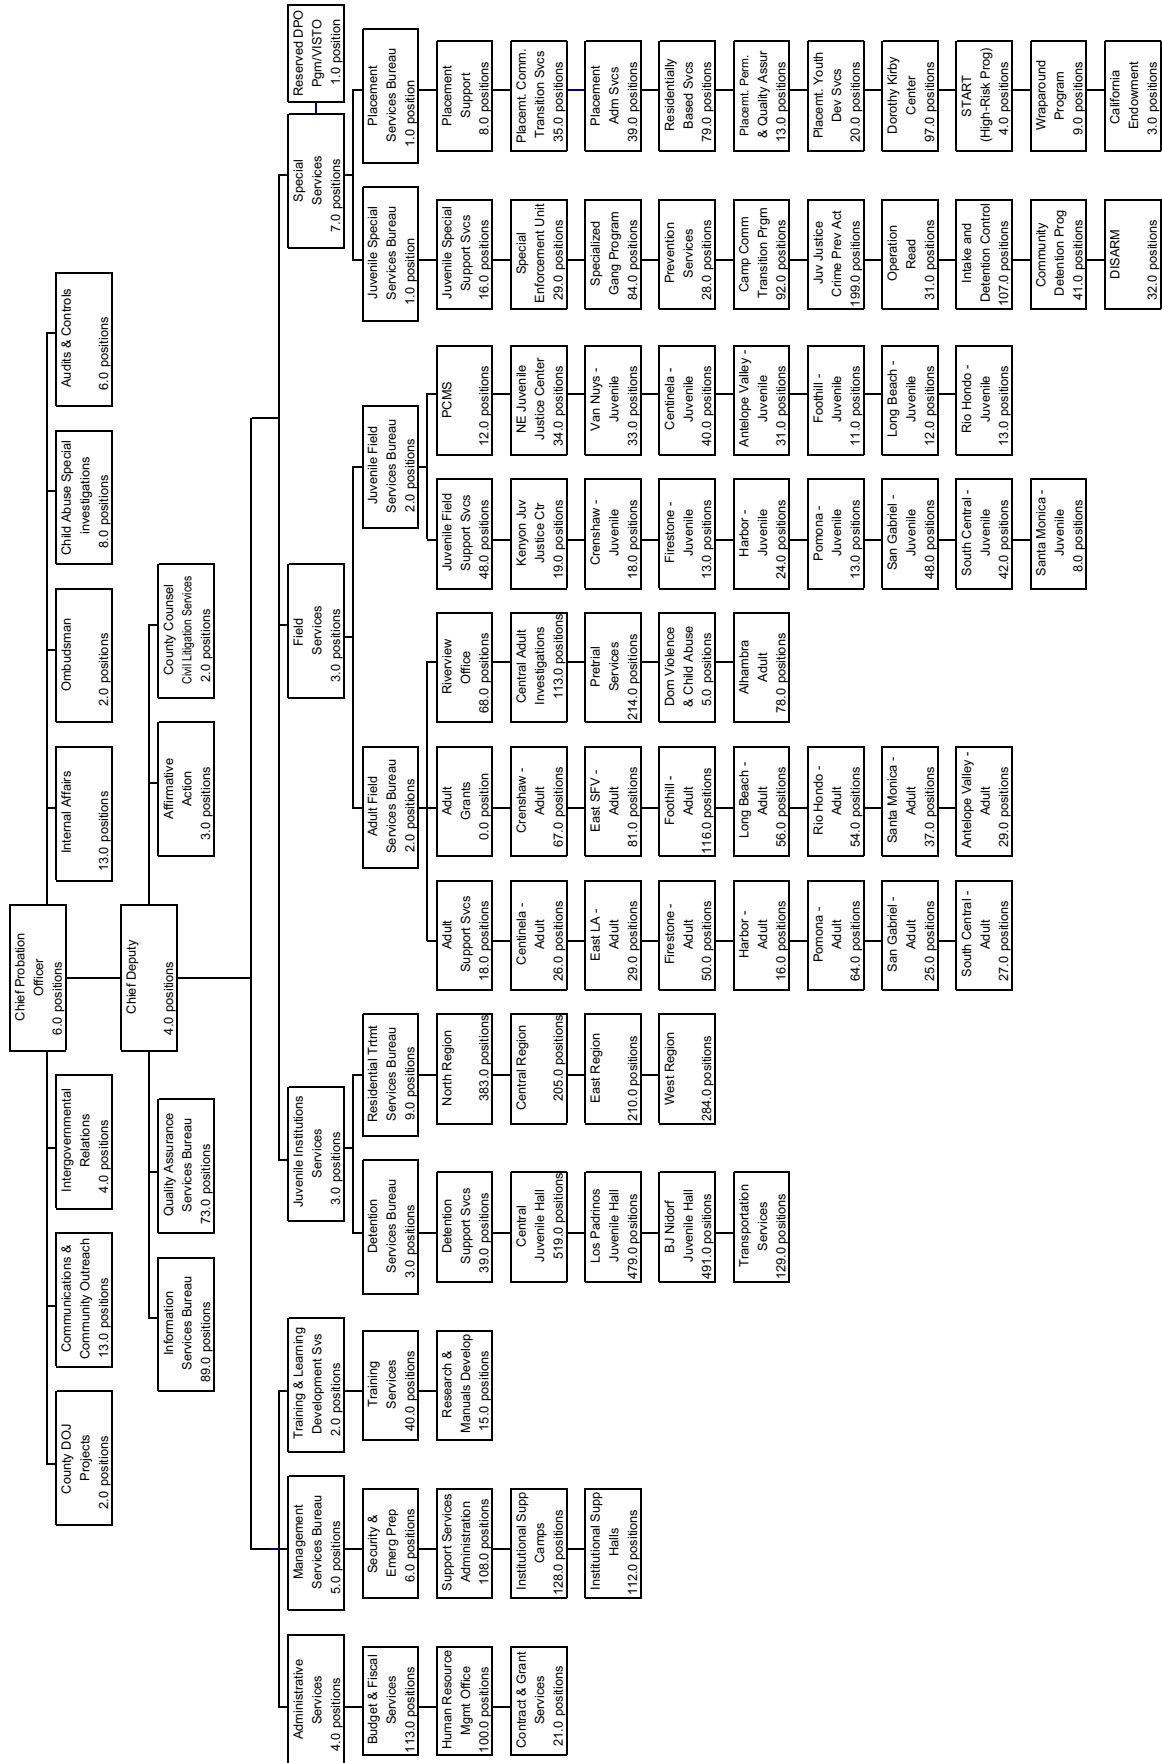 Chief Probation
Officer
6.0 positions
County DOJ
Projects
2.0 positions
Communications &
Community Outreach
13.0 positions
Intergovernmental
Relations
4.0 positions
Internal Affairs
13.0 positions
Ombudsman
2.0 positions
Child Abuse Special
investigations
8.0 positions
Audits & Controls
6.0 positions
Chief Deputy
4.0 positions
Information
Services Bureau
89.0 positions
Quality Assurance
Services Bureau
73.0 positions
Affirmative
Action
3.0 positions
County Counsel
Civil Litigation Services
2.0 positions
Administrative
Services
4.0 positions
Budget & Fiscal
Services
113.0 positions
Human Resource
Mgmt Office
100.0 positions
Contract & Grant
Services
21.0 positions
Management
Services Bureau
5.0 positions
Security &
Emerg Prep
6.0 positions
Support Services
Administration
108.0 positions
Institutional Supp
Camps
128.0 positions
Institutional Supp
Halls
112.0 positions
Training & Learning
Development Svs
2.0 positions
Training
Services
40.0 positions
Research &
Manuals Develop
15.0 positions
Juvenile Institutions
Services
3.0 positions
Detention
Services Bureau
3.0 positions
Detention
Support Svcs
39.0 positions
Central
Juvenile Hall
519.0 positions
Los Padrinos
Juvenile Hall
479.0 positions
BJ Nidorf
Juvenile Hall
491.0 positions
Transportation
Services
129.0 positions
Residential Trtmt
Services Bureau
9.0 positions
North Region
383.0 positions
Central Region
205.0 positions
East Region
210.0 positions
West Region
284.0 positions
Field
Services
3.0 positions
Adult Field
Services Bureau
2.0 positions
Adult
Support Svcs
18.0 positions
Centinela -
Adult
26.0 positions
East LA -
Adult
29.0 positions
Firestone -
Adult
50.0 positions
Harbor -
Adult
16.0 positions
Pomona -
Adult
64.0 positions
San Gabriel -
Adult
25.0 positions
South Central -
Adult
27.0 positions
Adult
Grants
0.0 position
Crenshaw -
Adult
67.0 positions
East SFV -
Adult
81.0 positions
Foothill -
Adult
116.0 positions
Long Beach -
Adult
56.0 positions
Rio Hondo -
Adult
54.0 positions
Santa Monica -
Adult
37.0 positions
Antelope Valley -
Adult
29.0 positions
Riverview
Office
68.0 positions
Central Adult
Investigations
113.0 positions
Pretrial
Services
214.0 positions
Dom Violence
& Child Abuse
5.0 positions
Alhambra
Adult
78.0 positions
Juvenile Field
Services Bureau
2.0 positions
Juvenile Field
Support Svcs
48.0 positions
Kenyon Juv
Justice Ctr
19.0 positions
Crenshaw -
Juvenile
18.0 positions
Firestone -
Juvenile
13.0 positions
Harbor -
Juvenile
24.0 positions
Pomona -
Juvenile
13.0 positions
San Gabriel -
Juvenile
48.0 positions
South Central -
Juvenile
42.0 positions
Santa Monica -
Juvenile
8.0 positions
PCMS
12.0 positions
NE Juvenile
Justice Center
34.0 positions
Van Nuys -
Juvenile
33.0 positions
Centinela -
Juvenile
40.0 positions
Antelope Valley -
Juvenile
31.0 positions
Foothill -
Juvenile
11.0 positions
Long Beach -
Juvenile
12.0 positions
Rio Hondo -
Juvenile
13.0 positions
Special
Services
7.0 positions
Reserved DPO
Pgm/VISTO
1.0 position
Juvenile Special
Services Bureau
1.0 position
Juvenile Special
Support Svcs
16.0 positions
Special
Enforcement Unit
29.0 positions
Specialized
Gang Program
84.0 positions
Prevention
Services
28.0 positions
Camp Comm
Transition Prgm
92.0 positions
Juv Justice
Crime Prev Act
199.0 positions
Operation
Read
31.0 positions
Intake and
Detention Control
107.0 positions
Community
Detention Prog
41.0 positions
DISARM
32.0 positions
Placement
Services Bureau
1.0 position
Placement
Support
8.0 positions
Placemt. Comm.
Transition Svcs
35.0 positions
Placement
Adm Svcs
39.0 positions
Residentially
Based Svcs
79.0 positions
Placemt. Perm.
& Quality Assur
13.0 positions
Placemt. Youth
Dev Svcs
20.0 positions
Dorothy Kirby
Center
97.0 positions
START
(High-Risk Prog)
4.0 positions
Wraparound
Program
9.0 positions
California
Endowment
3.0 positions